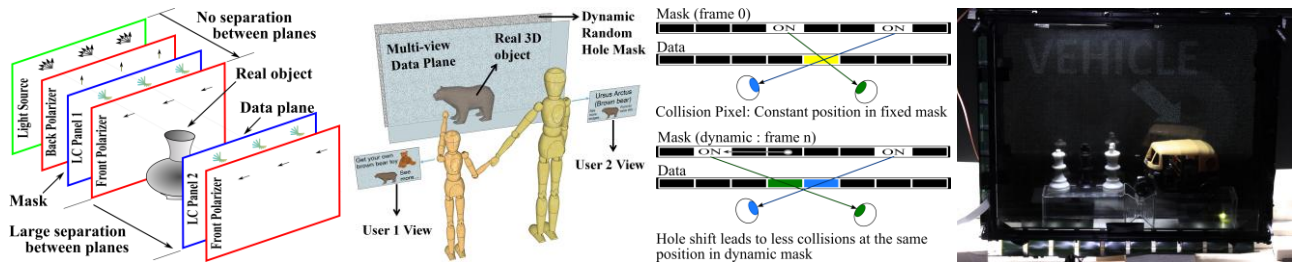 No separation
between planes
Real object
Data plane
Light Source
Back Polarizer
LC Panel 1
Front Polarizer
Mask
LC Panel 2
Front Polarizer
Large separation
between planes
Dynamic
Random
Hole Mask
Multi-view
Data Plane
Real 3D
object
Ursus Arctus
(Brown bear)
Get your own
brown bear toy
See
more...
User 2 View
User 1 View
Mask (frame 0)
ON
ON
Data
Collision Pixel: Constant position in fixed mask
Mask (dynamic : frame n)
ON
ON
Data
Hole shift leads to less collisions at the same
position in dynamic mask
VEHICLE